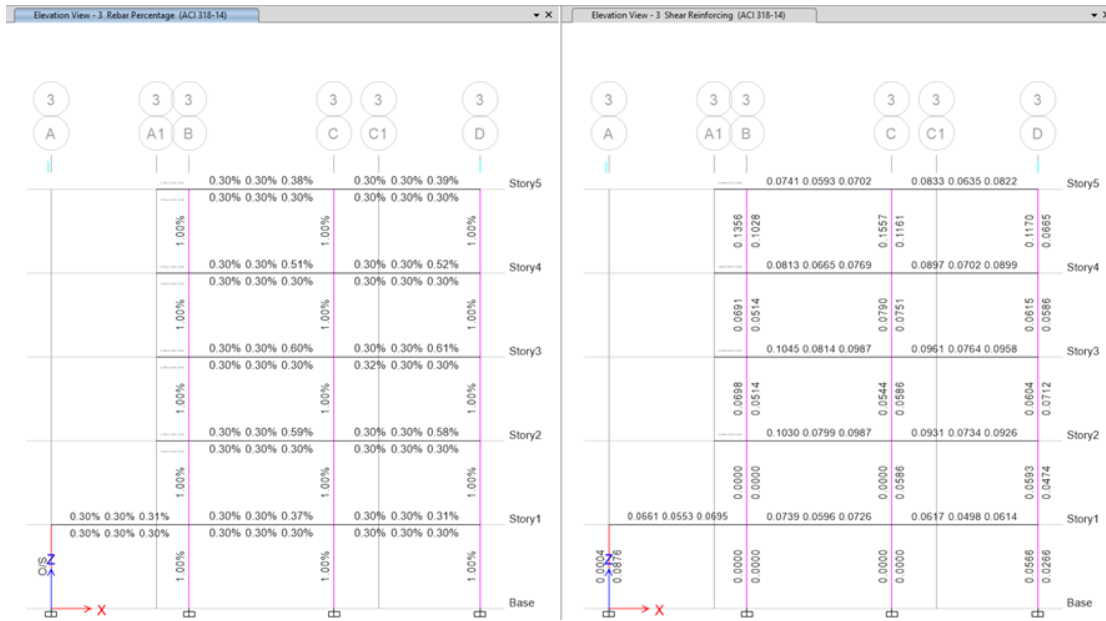 Elevation View - 3 Rebar Percentage (ACI 318-14)
3 3 3 3 3 3
A A1 B C C1 D
0.30% 0.30% 0.38% 0.30% 0.30% 0.39% Story5
0.30% 0.30% 0.30% 0.30% 0.30% 0.30%
1.00% 1.00% 1.00%
0.30% 0.30% 0.51% 0.30% 0.30% 0.52% Story4
0.30% 0.30% 0.30% 0.30% 0.30% 0.30%
1.00% 1.00% 1.00%
0.30% 0.30% 0.60% 0.30% 0.30% 0.61% Story3
0.30% 0.30% 0.30% 0.32% 0.30% 0.30%
1.00% 1.00% 1.00%
0.30% 0.30% 0.59% 0.30% 0.30% 0.58% Story2
0.30% 0.30% 0.30% 0.30% 0.30% 0.30%
1.00% 1.00% 1.00%
0.30% 0.30% 0.31% 0.30% 0.30% 0.37% 0.30% 0.30% 0.31% Story1
0.30% 0.30% 0.30% 0.30% 0.30% 0.30% 0.30% 0.30% 0.30%
O/S 1.00% 1.00% 1.00%
Z
X
Base
Elevation View - 3 Shear Reinforcing (ACI 318-14)
3 3 3 3 3 3
A A1 B C C1 D
0.0741 0.0593 0.0702 0.0833 0.0635 0.0822 Story5
0.1356 0.1028 0.1557 0.1161 0.1170 0.0665
0.0813 0.0665 0.0769 0.0897 0.0702 0.0899 Story4
0.0691 0.0514 0.0790 0.0751 0.0615 0.0586
0.1045 0.0814 0.0987 0.0961 0.0764 0.0958 Story3
0.0698 0.0514 0.0544 0.0586 0.0604 0.0712
0.1030 0.0799 0.0987 0.0931 0.0734 0.0926 Story2
0.0000 0.0000 0.0000 0.0586 0.0593 0.0474
0.0661 0.0553 0.0695 0.0739 0.0596 0.0726 0.0617 0.0498 0.0614 Story1
0.0004 0.0876 0.0000 0.0000 0.0000 0.0000 0.0566 0.0266
Z
X
Base